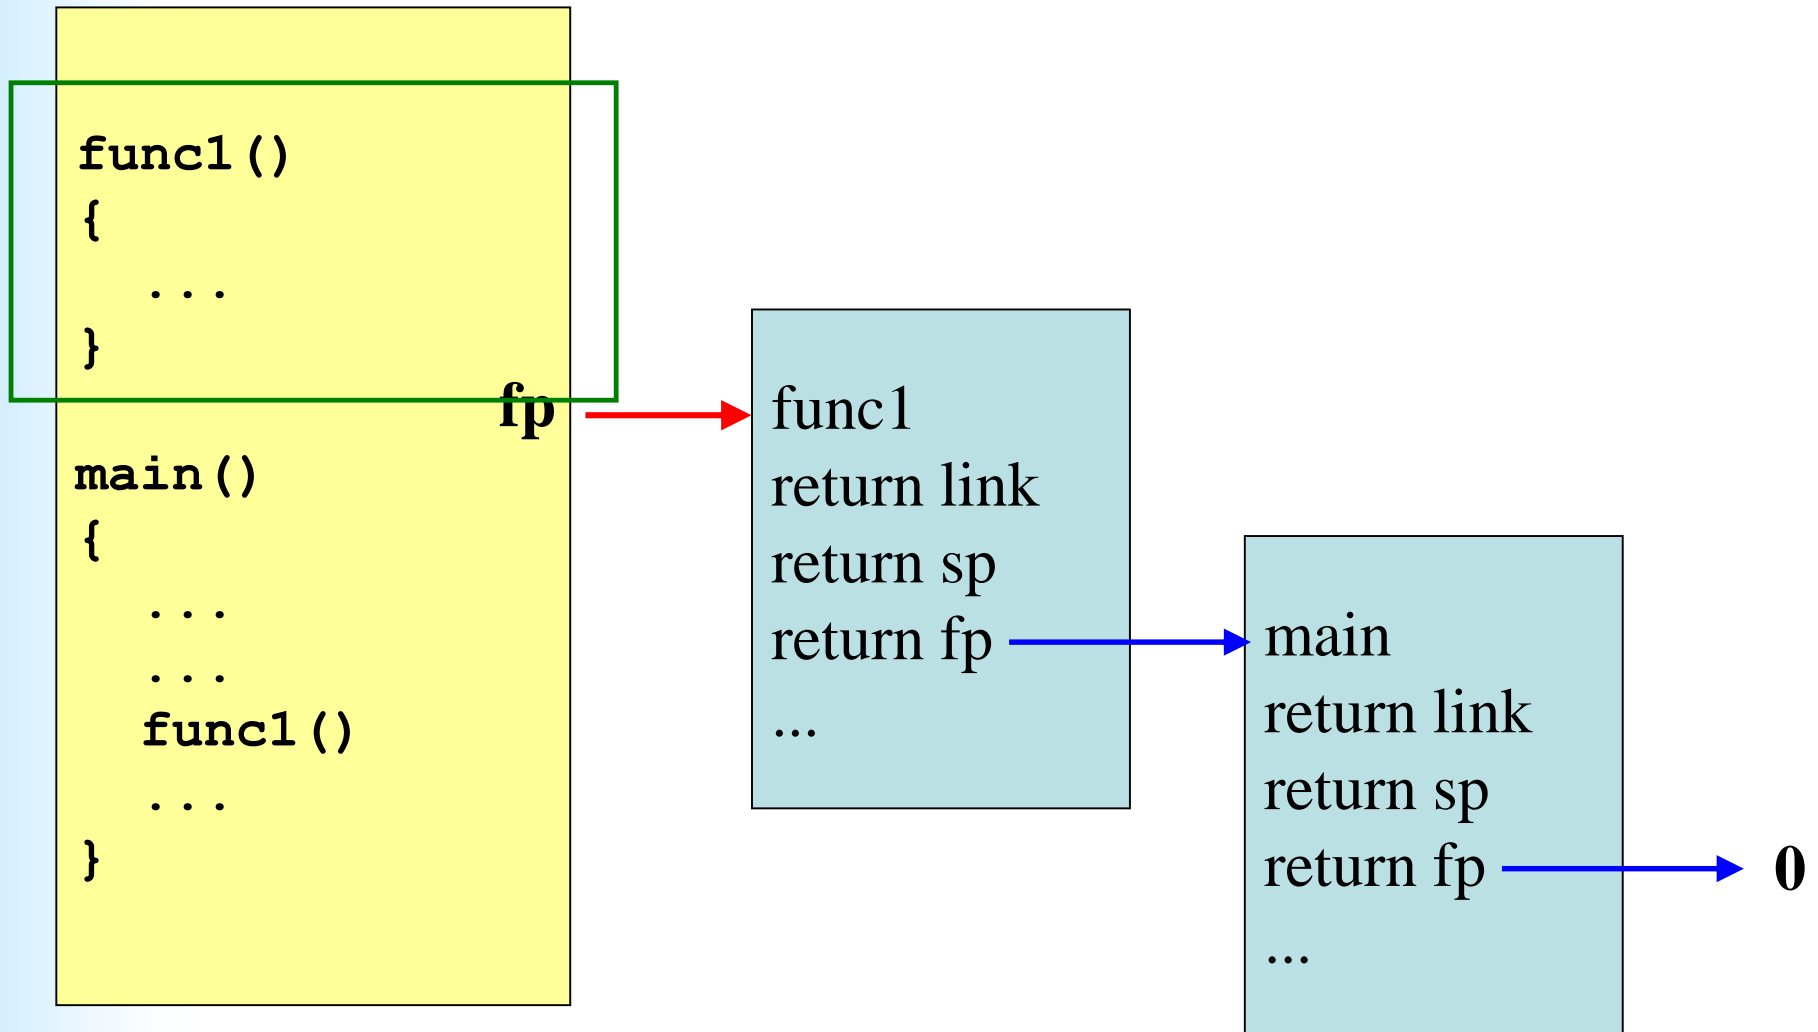 func1()
{
...
}
main()
{
...
...
func1()
...
}
fp
func1
return link
return sp
return fp
...
main
return link
return sp
return fp
...
0